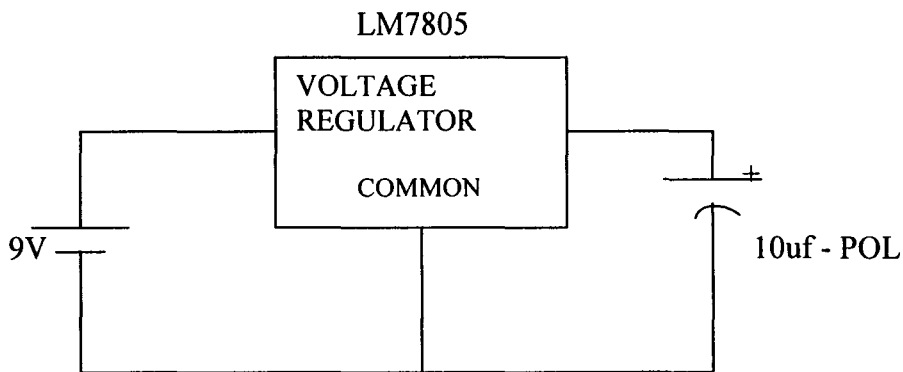 LM7805
VOLTAGE
REGULATOR
COMMON
+
9V
10uf - POL